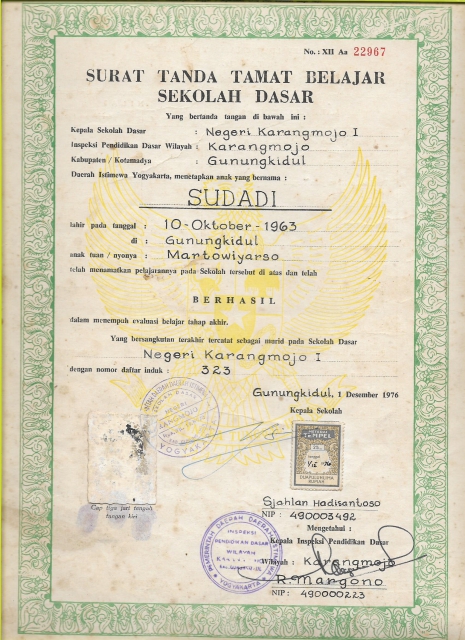 No. : XII Aa 22967
SURAT TANDA TAMAT BELAJAR
SEKOLAH DASAR
Yang bertanda tangan di bawah ini :
Kepala Sekolah Dasar : Negeri Karangmojo I
Inspeksi Pendidikan Dasar Wilayah : Karangmojo
Kabupaten / Kotamadya : Gunungkidul
Daerah Istimewa Yogyakarta, menetapkan anak yang bernama :
SUDADI
lahir pada tanggal : 10-Oktober-1963
di : Gunungkidul
anak tuan / nyonya : Martowiyarso
telah menamatkan pelajarannya pada Sekolah tersebut di atas dan telah
BERHASIL
dalam menempuh evaluasi belajar tahap akhir.
Yang bersangkutan terakhir tercatat sebagai murid pada Sekolah Dasar
Negeri Karangmojo I
dengan nomor daftar induk : 323
Gunungkidul, 1 Desember 1976
Kepala Sekolah
YOGYAKARTA
TEMPEL
tanggal
Cap tiga jari tengah
tangan kiri
Sjahlan Hadisantoso
NIP : 490003492
Mengetahui :
Kepala Inspeksi Pendidikan Dasar
Wilayah : Karangmojo
R. Margono
NIP : 490000223
INSPEKSI
PENDIDIKAN DASAR
WILAYAH
YOGYAKARTA